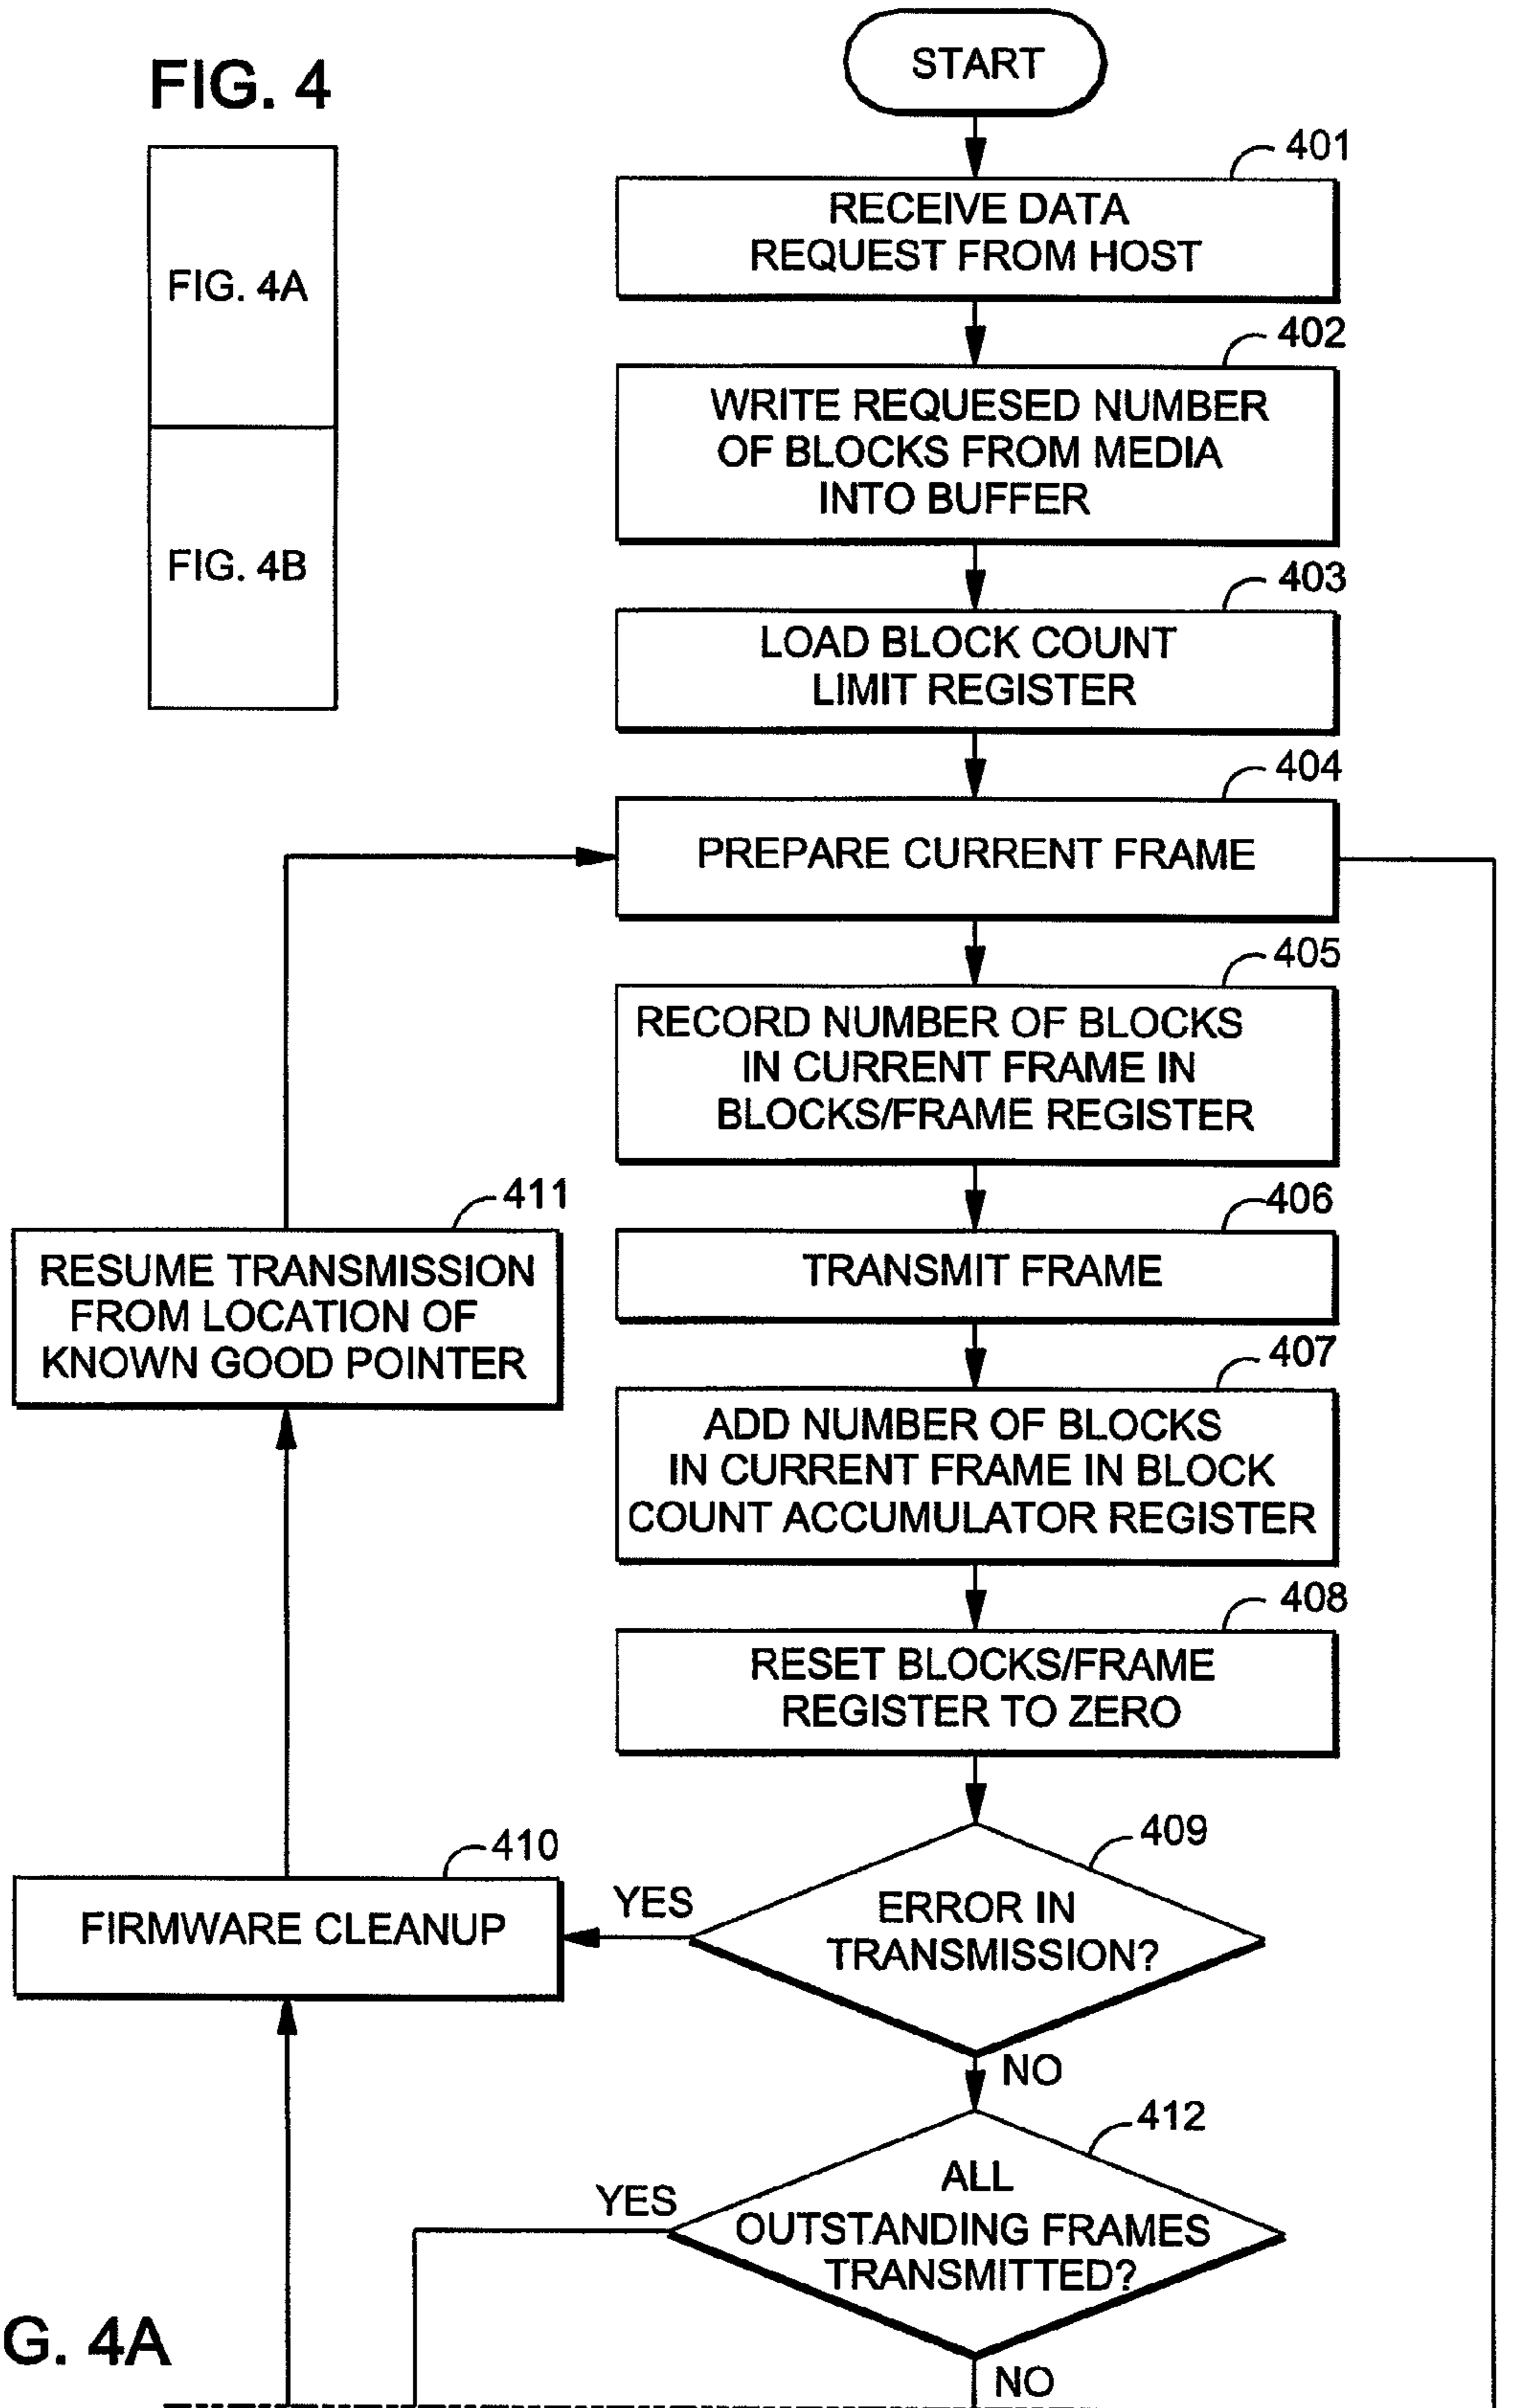 FIG. 4
FIG. 4A
FIG. 4B
START
401
RECEIVE DATA
REQUEST FROM HOST
402
WRITE REQUESED NUMBER
OF BLOCKS FROM MEDIA
INTO BUFFER
403
LOAD BLOCK COUNT
LIMIT REGISTER
404
PREPARE CURRENT FRAME
405
RECORD NUMBER OF BLOCKS
IN CURRENT FRAME IN
BLOCKS/FRAME REGISTER
411
RESUME TRANSMISSION
FROM LOCATION OF
KNOWN GOOD POINTER
406
TRANSMIT FRAME
407
ADD NUMBER OF BLOCKS
IN CURRENT FRAME IN BLOCK
COUNT ACCUMULATOR REGISTER
408
RESET BLOCKS/FRAME
REGISTER TO ZERO
409
ERROR IN
TRANSMISSION?
YES
410
FIRMWARE CLEANUP
NO
412
ALL
OUTSTANDING FRAMES
TRANSMITTED?
YES
NO
G. 4A